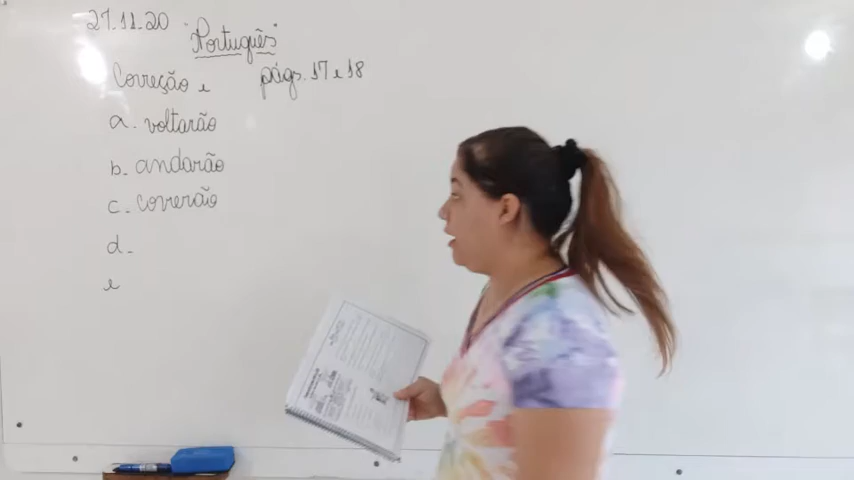 27.11.20 "Português"
Correção e págs. 17 e 18
a. voltarão
b. andarão
c. correrão
d.
e